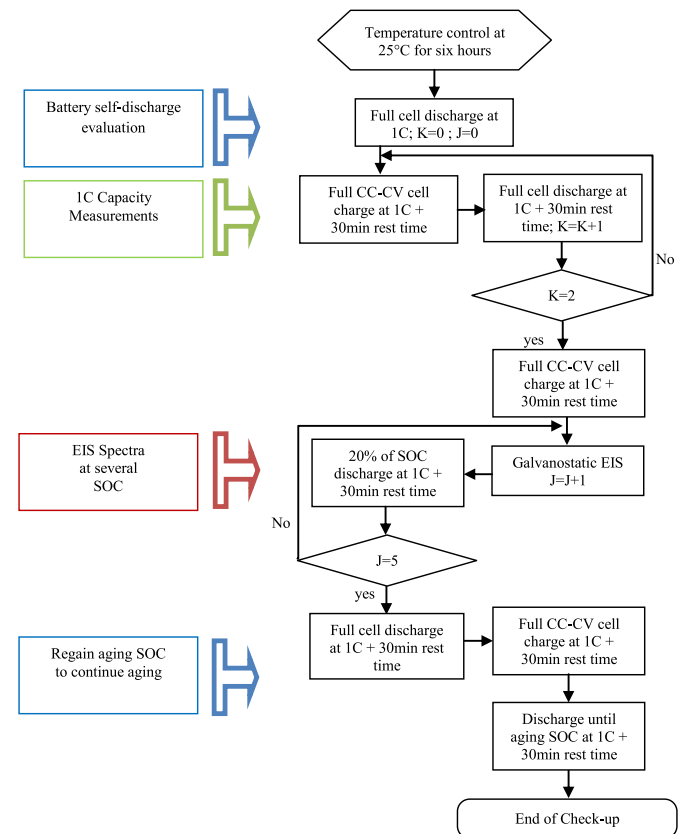 Temperature control at
25°C for six hours
Battery self-discharge
evaluation
Full cell discharge at
1C; K=0 ; J=0
1C Capacity
Measurements
Full CC-CV cell
charge at 1C +
30min rest time
Full cell discharge at
1C + 30min rest
time; K=K+1
No
K=2
yes
Full CC-CV cell
charge at 1C +
30min rest time
EIS Spectra
at several
SOC
20% of SOC
discharge at 1C +
30min rest time
Galvanostatic EIS
J=J+1
No
J=5
yes
Regain aging SOC
to continue aging
Full cell discharge
at 1C + 30min rest
time
Full CC-CV cell
charge at 1C +
30min rest time
Discharge until
aging SOC at 1C +
30min rest time
End of Check-up